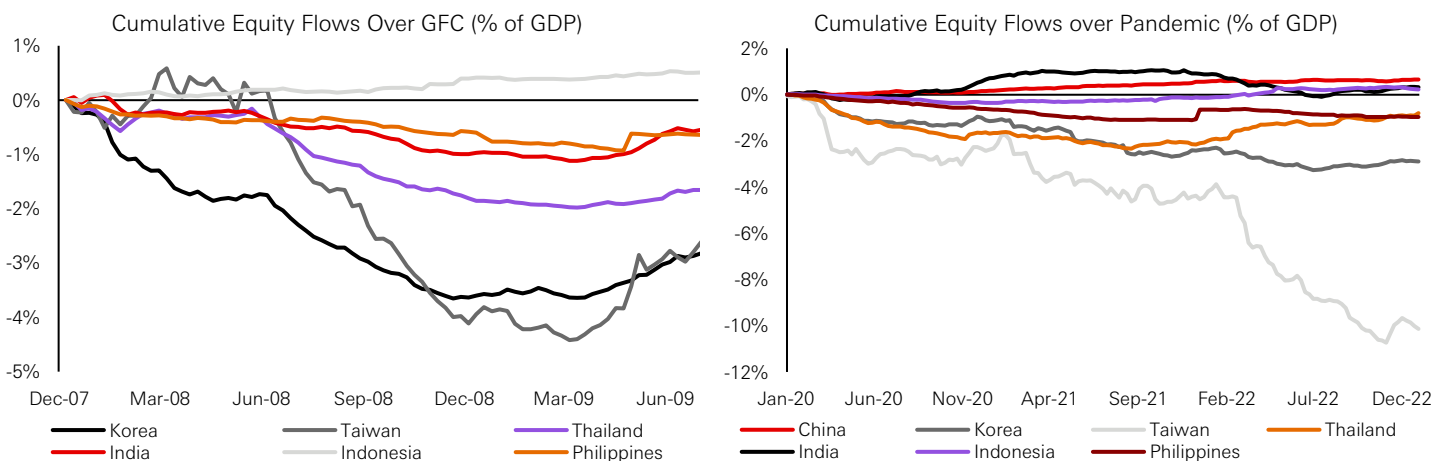 Cumulative Equity Flows Over GFC (% of GDP)
1%
0%
-1%
-2%
-3%
-4%
-5%
Dec-07 Mar-08 Jun-08 Sep-08 Dec-08 Mar-09 Jun-09
Korea Taiwan Thailand
India Indonesia Philippines
Cumulative Equity Flows over Pandemic (% of GDP)
2%
0%
-2%
-4%
-6%
-8%
-10%
-12%
Jan-20 Jun-20 Nov-20 Apr-21 Sep-21 Feb-22 Jul-22 Dec-22
China Korea Taiwan Thailand
India Indonesia Philippines